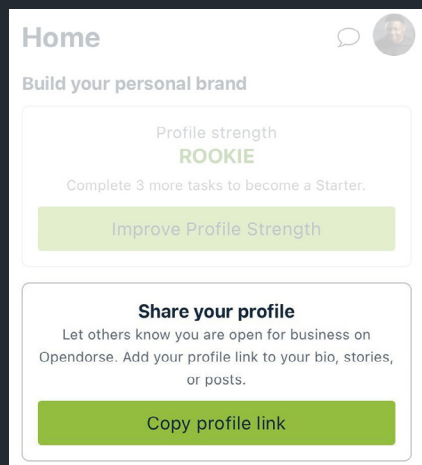 Home
Build your personal brand
Profile strength
ROOKIE
Complete 3 more tasks to become a Starter.
Improve Profile Strength
Share your profile
Let others know you are open for business on
Opendorse. Add your profile link to your bio, stories,
or posts.
Copy profile link